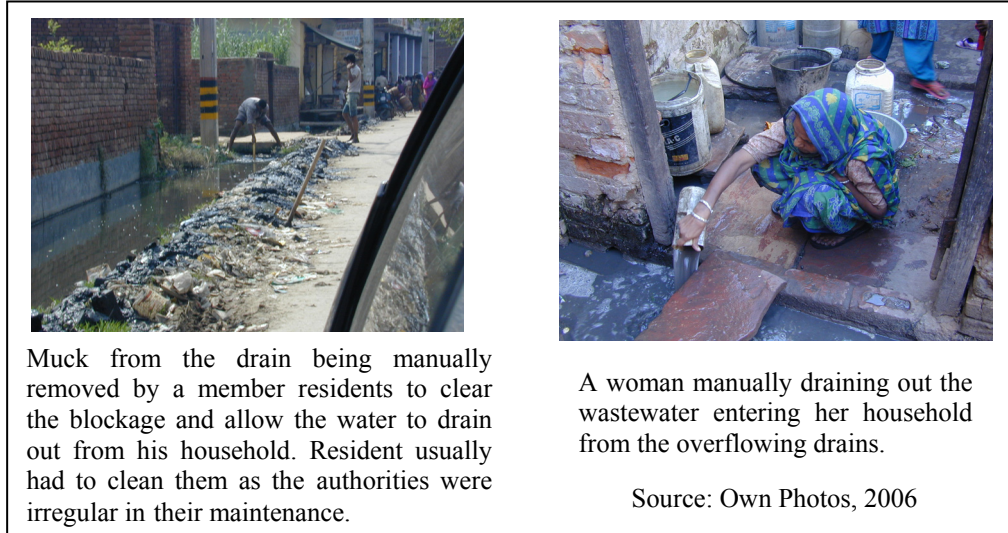 Muck from the drain being manually
removed by a member residents to clear
the blockage and allow the water to drain
out from his household. Resident usually
had to clean them as the authorities were
irregular in their maintenance.
A woman manually draining out the
wastewater entering her household
from the overflowing drains.
Source: Own Photos, 2006